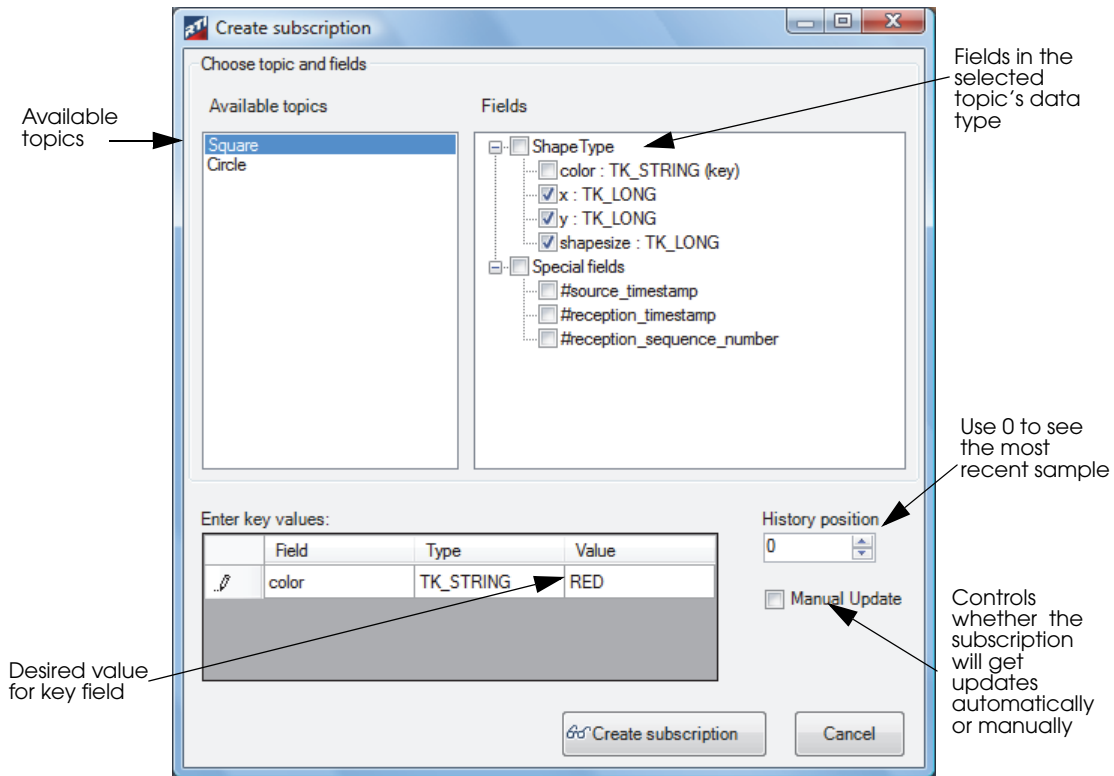 RTI
Create subscription
Choose topic and fields
Available topics
Fields
Square
Circle
ShapeType
color : TK_STRING (key)
x : TK_LONG
y : TK_LONG
shapesize : TK_LONG
Special fields
#source_timestamp
#reception_timestamp
#reception_sequence_number
Available
topics
Fields in the
selected
topic's data
type
Use 0 to see
the most
recent sample
Enter key values:
Field Type Value
color TK_STRING RED
History position
0
Manual Update
Controls
whether the
subscription
will get
updates
automatically
or manually
Desired value
for key field
Create subscription
Cancel